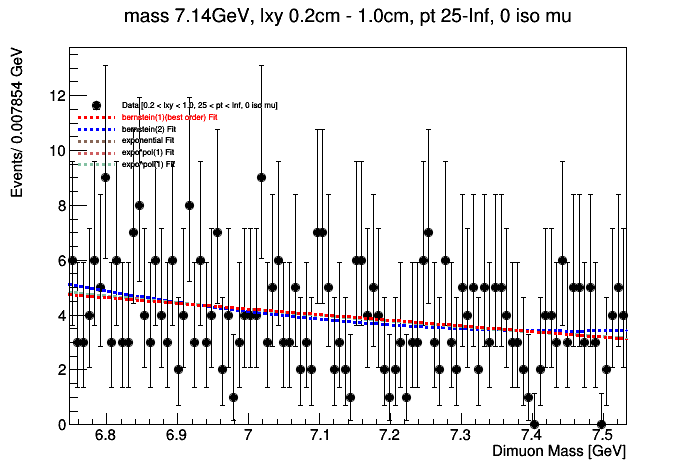 mass 7.14GeV, lxy 0.2cm - 1.0cm, pt 25-Inf, 0 iso mu
Events/ 0.007854 GeV
12
10
8
6
4
2
0
Data [0.2 < lxy < 1.0, 25 < pt < Inf, 0 iso mu]
bernstein(1)(best order) Fit
bernstein(2) Fit
exponential Fit
expo*pol(1) Fit
expo*pol(1) Fit
6.8 6.9 7 7.1 7.2 7.3 7.4 7.5
Dimuon Mass [GeV]